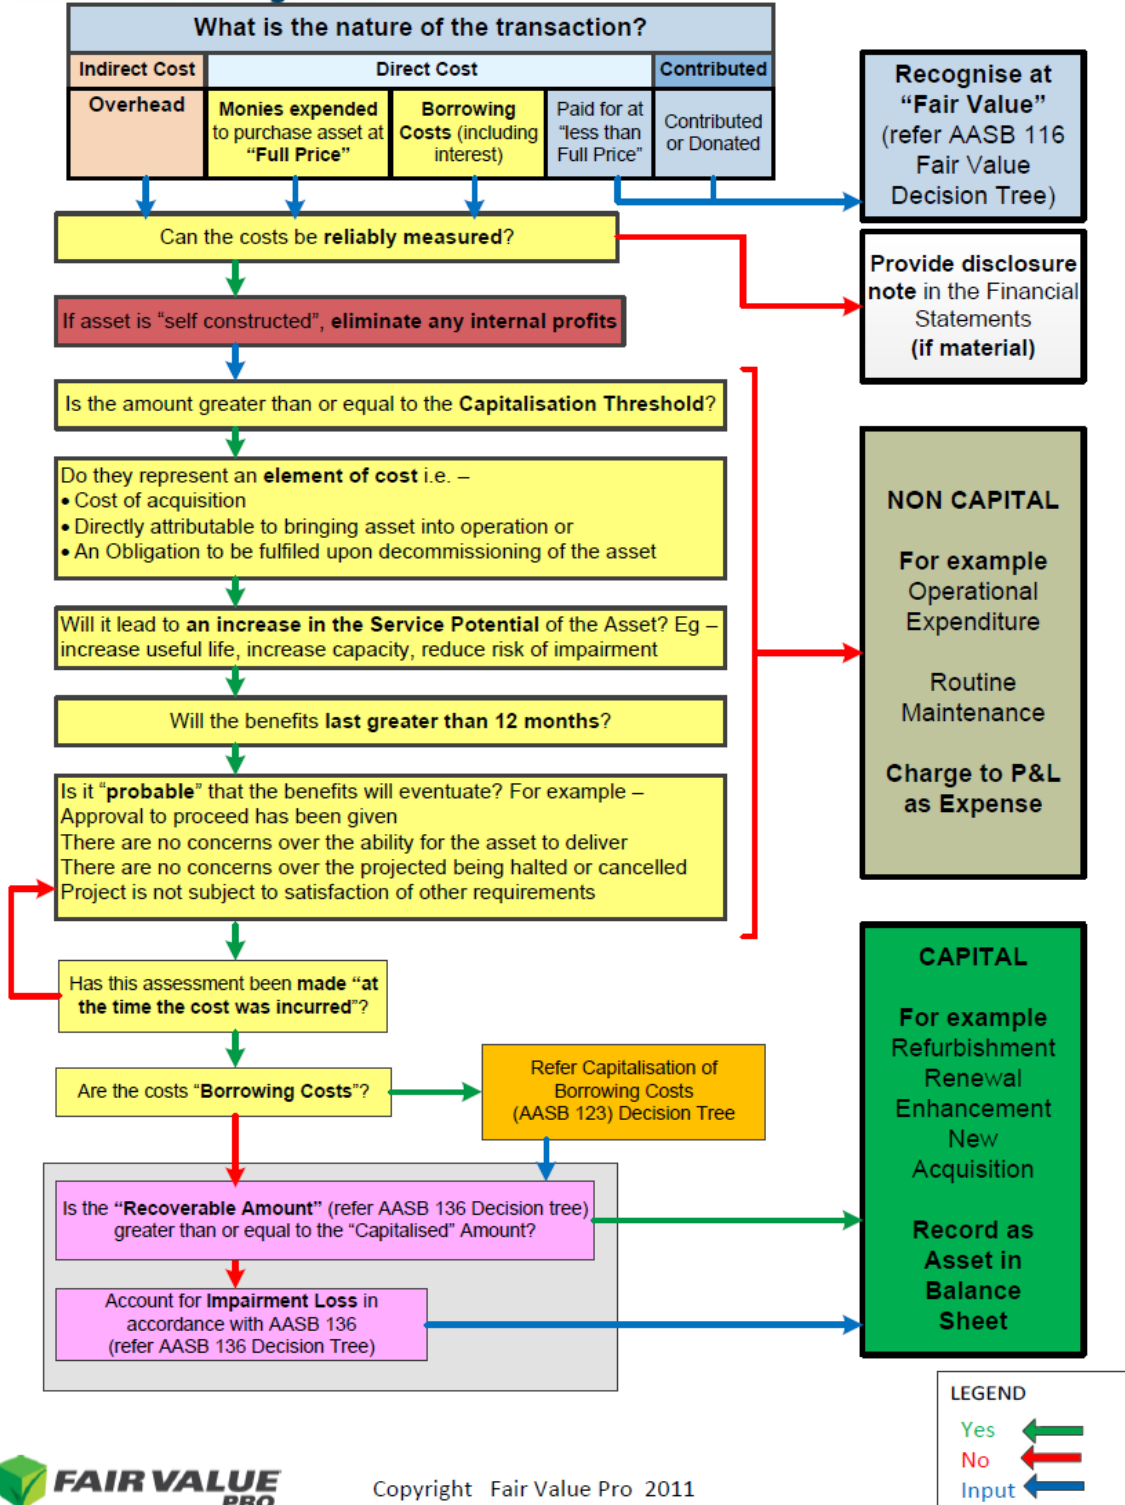 What is the nature of the transaction?
Indirect Cost
Direct Cost
Contributed
Overhead
Monies expended
to purchase asset at
“Full Price”
Borrowing
Costs (including
interest)
Paid for at
“less than
Full Price”
Contributed
or Donated
Recognise at
“Fair Value”
(refer AASB 116
Fair Value
Decision Tree)
Can the costs be reliably measured?
Provide disclosure
note in the Financial
Statements
(if material)
If asset is “self constructed”, eliminate any internal profits
Is the amount greater than or equal to the Capitalisation Threshold?
Do they represent an element of cost i.e. –
• Cost of acquisition
• Directly attributable to bringing asset into operation or
• An Obligation to be fulfiled upon decommissioning of the asset
Will it lead to an increase in the Service Potential of the Asset? Eg –
increase useful life, increase capacity, reduce risk of impairment
Will the benefits last greater than 12 months?
Is it “probable” that the benefits will eventuate? For example –
Approval to proceed has been given
There are no concerns over the ability for the asset to deliver
There are no concerns over the projected being halted or cancelled
Project is not subject to satisfaction of other requirements
NON CAPITAL
For example
Operational
Expenditure
Routine
Maintenance
Charge to P&L
as Expense
Has this assessment been made “at
the time the cost was incurred”?
Are the costs “Borrowing Costs”?
Refer Capitalisation of
Borrowing Costs
(AASB 123) Decision Tree
Is the “Recoverable Amount” (refer AASB 136 Decision tree)
greater than or equal to the “Capitalised” Amount?
Account for Impairment Loss in
accordance with AASB 136
(refer AASB 136 Decision Tree)
CAPITAL
For example
Refurbishment
Renewal
Enhancement
New
Acquisition
Record as
Asset in
Balance
Sheet
LEGEND
Yes
No
Input
FAIR VALUE
PRO
Copyright Fair Value Pro 2011